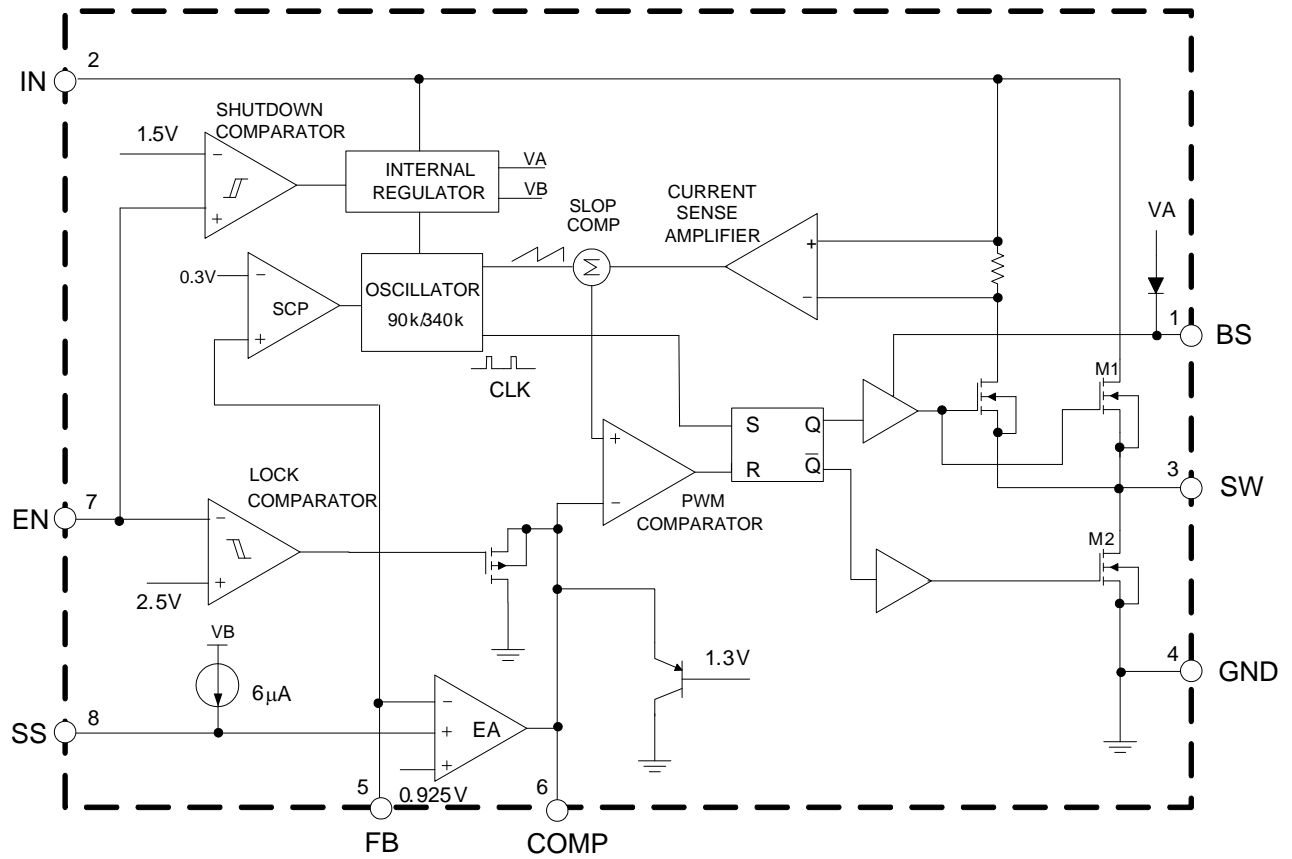 2
IN
SHUTDOWN
COMPARATOR
1.5V
−
+
INTERNAL
REGULATOR
VA
VB
SLOP
COMP
CURRENT
SENSE
AMPLIFIER
+
−
VA
0.3V
−
SCP
+
OSCILLATOR
90k/340k
Σ
CLK
1
BS
M1
S
Q
R
Q̅
+
−
PWM
COMPARATOR
3
SW
LOCK
COMPARATOR
7
EN
−
+
2.5V
M2
VB
6µA
1.3V
4
GND
8
SS
−
+
+
EA
0.925V
5
FB
6
COMP